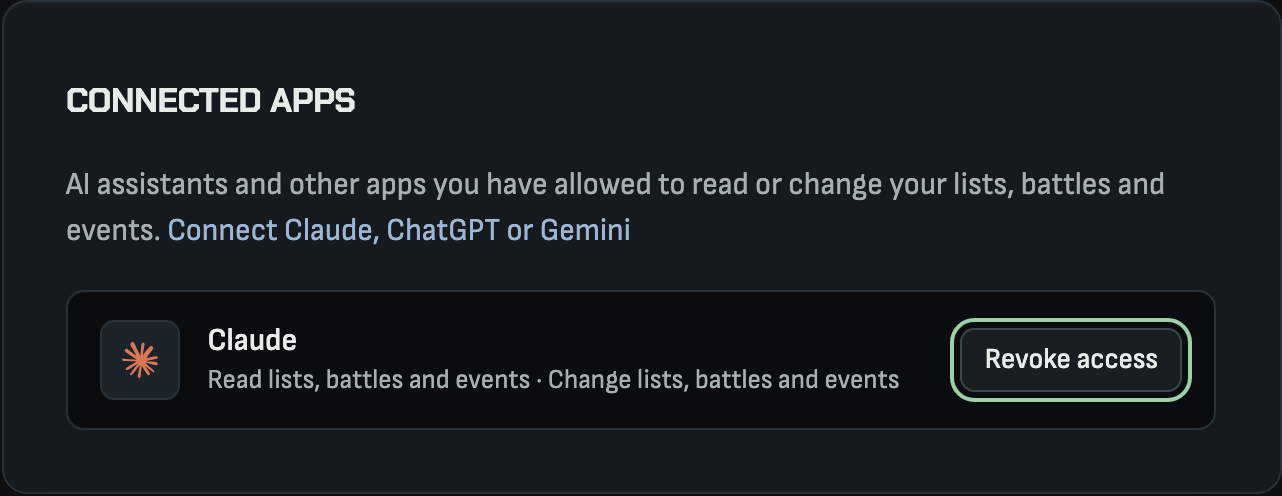 CONNECTED APPS
AI assistants and other apps you have allowed to read or change your lists, battles and
events. Connect Claude, ChatGPT or Gemini
Claude
Read lists, battles and events · Change lists, battles and events
Revoke access